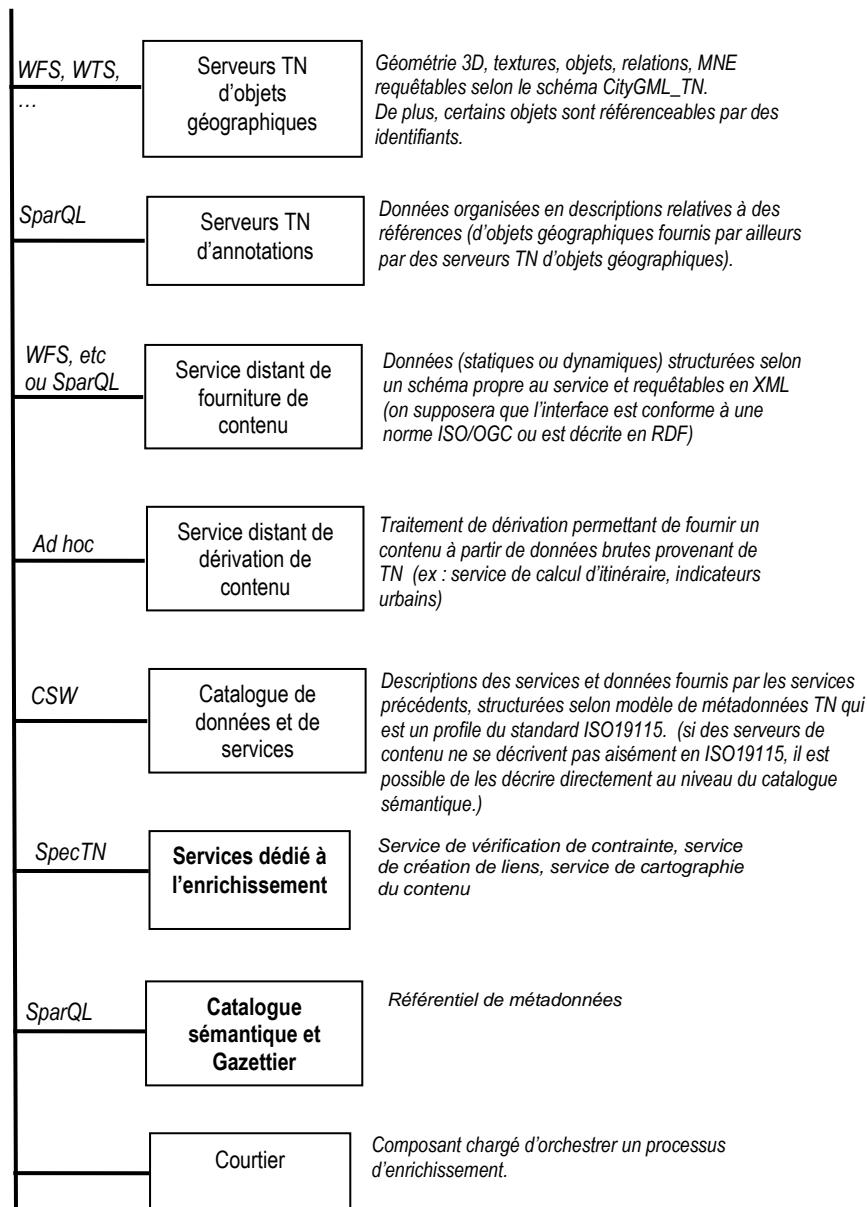 WFS, WTS,
…
Serveurs TN
d’objets
géographiques
Géométrie 3D, textures, objets, relations, MNE
requêtables selon le schéma CityGML_TN.
De plus, certains objets sont référenceables par des
identifiants.
SparQL
Serveurs TN
d’annotations
Données organisées en descriptions relatives à des
références (d’objets géographiques fournis par ailleurs
par des serveurs TN d’objets géographiques).
WFS, etc
ou SparQL
Service distant de
fourniture de
contenu
Données (statiques ou dynamiques) structurées selon
un schéma propre au service et requêtables en XML
(on supposera que l’interface est conforme à une
norme ISO/OGC ou est décrite en RDF)
Ad hoc
Service distant de
dérivation de
contenu
Traitement de dérivation permettant de fournir un
contenu à partir de données brutes provenant de
TN (ex : service de calcul d’itinéraire, indicateurs
urbains)
CSW
Catalogue de
données et de
services
Descriptions des services et données fournis par les services
précédents, structurées selon modèle de métadonnées TN qui
est un profile du standard ISO19115. (si des serveurs de
contenu ne se décrivent pas aisément en ISO19115, il est
possible de les décrire directement au niveau du catalogue
sémantique.)
SpecTN
Services dédié à
l’enrichissement
Service de vérification de contrainte, service
de création de liens, service de cartographie
du contenu
SparQL
Catalogue
sémantique et
Gazettier
Référentiel de métadonnées
Courtier
Composant chargé d’orchestrer un processus
d’enrichissement.